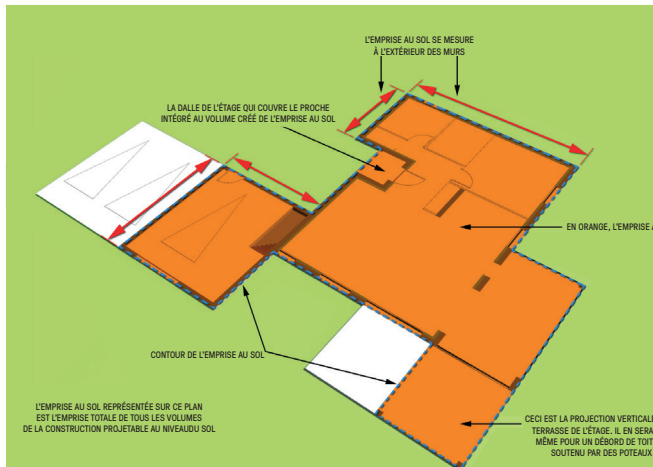 L'EMPRISE AU SOL SE MESURE
À L'EXTÉRIEUR DES MURS
LA DALLE DE L'ÉTAGE QUI COUVRE LE PROCHE
INTÉGRÉ AU VOLUME CRÉÉ DE L'EMPRISE AU SOL
EN ORANGE, L'EMPRISE A
CONTOUR DE L'EMPRISE AU SOL
L'EMPRISE AU SOL REPRÉSENTÉE SUR CE PLAN
EST L'EMPRISE TOTALE DE TOUS LES VOLUMES
DE LA CONSTRUCTION PROJETABLE AU NIVEAUDU SOL
CECI EST LA PROJECTION VERTICALE
TERRASSE DE L'ÉTAGE. IL EN SERA
MÊME POUR UN DÉBORD DE TOIT
SOUTENU PAR DES POTEAUX